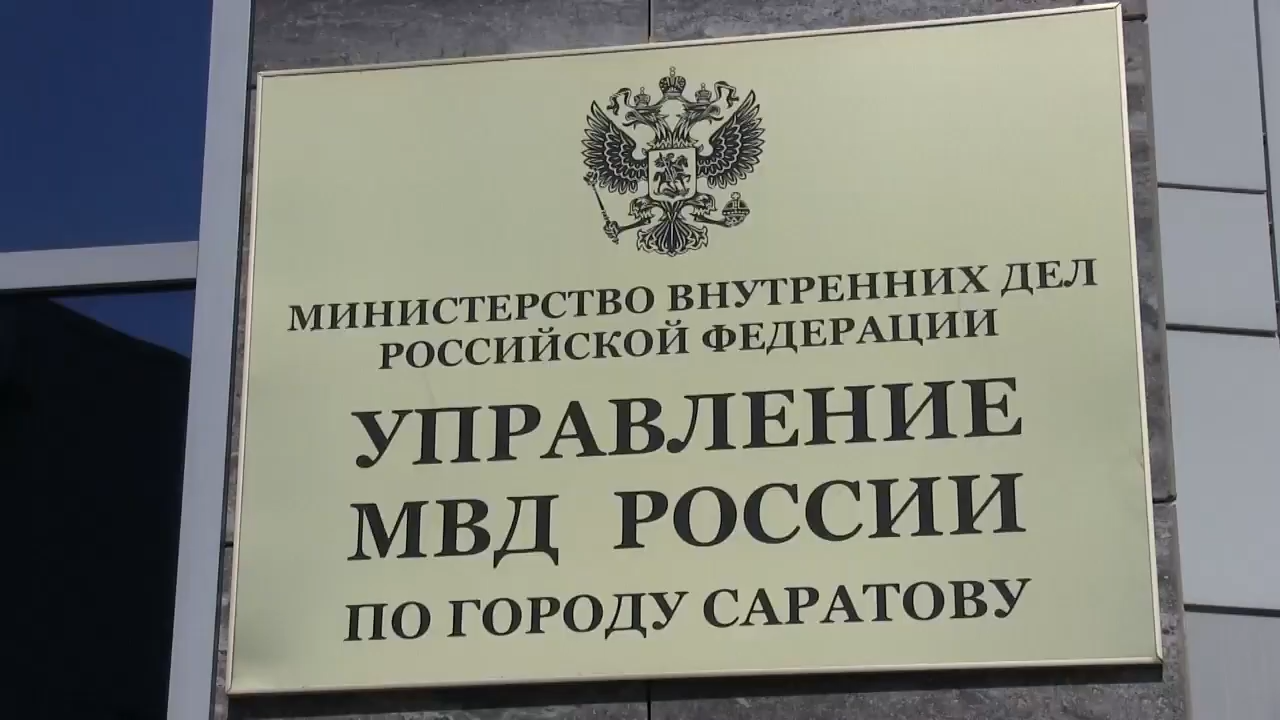 МИНИСТЕРСТВО ВНУТРЕННИХ ДЕЛ
РОССИЙСКОЙ ФЕДЕРАЦИИ
УПРАВЛЕНИЕ
МВД РОССИИ
ПО ГОРОДУ САРАТОВУ